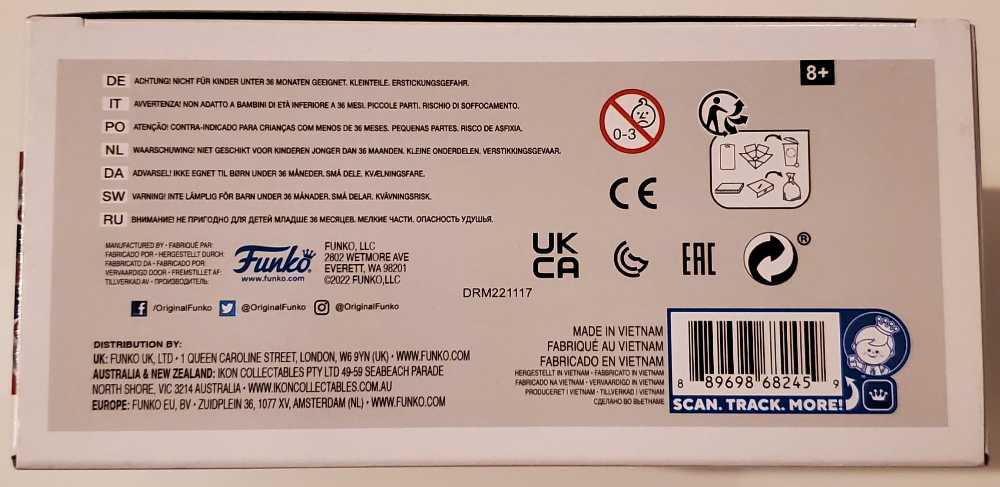 8+
DE ACHTUNG! NICHT FÜR KINDER UNTER 36 MONATEN GEEIGNET. KLEINTEILE. ERSTICKUNGSGEFAHR.
IT AVVERTENZA! NON ADATTO A BAMBINI DI ETÀ INFERIORE A 36 MESI. PICCOLE PARTI. RISCHIO DI SOFFOCAMENTO.
PO ATENÇÃO! CONTRA-INDICADO PARA CRIANÇAS COM MENOS DE 36 MESES. PEQUENAS PARTES. RISCO DE ASFIXIA.
NL WAARSCHUWING! NIET GESCHIKT VOOR KINDEREN JONGER DAN 36 MAANDEN. KLEINE ONDERDELEN. VERSTIKKINGSGEVAAR.
DA ADVARSEL! IKKE EGNET TIL BØRN UNDER 36 MÅNEDER. SMÅ DELE. KVÆLNINGSFARE.
SW VARNING! INTE LÄMPLIG FÖR BARN UNDER 36 MÅNADER. SMÅ DELAR. KVÄVNINGSRISK.
RU ВНИМАНИЕ! НЕ ПРИГОДНО ДЛЯ ДЕТЕЙ МЛАДШЕ 36 МЕСЯЦЕВ. МЕЛКИЕ ЧАСТИ. ОПАСНОСТЬ УДУШЬЯ.
0-3
CE
UK
CA
EAC
®
MANUFACTURED BY • FABRIQUÉ PAR:
FABRICADO POR • HERGESTELLT DURCH:
FABBRICATO DA • FABRICADO POR:
VERVAARDIGD DOOR • FREMSTILLET AF:
TILLVERKAD AV • ПРОИЗВОДИТЕЛЬ:
Funko
www.funko.com
FUNKO, LLC
2802 WETMORE AVE
EVERETT, WA 98201
©2022 FUNKO,LLC
DRM221117
/OriginalFunko @OriginalFunko @OriginalFunko
DISTRIBUTION BY:
UK: FUNKO UK, LTD • 1 QUEEN CAROLINE STREET, LONDON, W6 9YN (UK) • WWW.FUNKO.COM
AUSTRALIA & NEW ZEALAND: IKON COLLECTABLES PTY LTD 49-59 SEABEACH PARADE
NORTH SHORE, VIC 3214 AUSTRALIA • WWW.IKONCOLLECTABLES.COM.AU
EUROPE: FUNKO EU, BV • ZUIDPLEIN 36, 1077 XV, AMSTERDAM (NL) • WWW.FUNKO.COM
MADE IN VIETNAM
FABRIQUÉ AU VIETNAM
FABRICADO EN VIETNAM
HERGESTELLT IN VIETNAM • FABBRICATO IN VIETNAM
FABRICADO NA VIETNAM • VERVAARDIGD IN VIETNAM
PRODUCERET I VIETNAM • TILLVERKAD I VIETNAM
СДЕЛАНО ВО ВЬЕТНАМЕ
8 89698 68245 9
SCAN. TRACK. MORE!